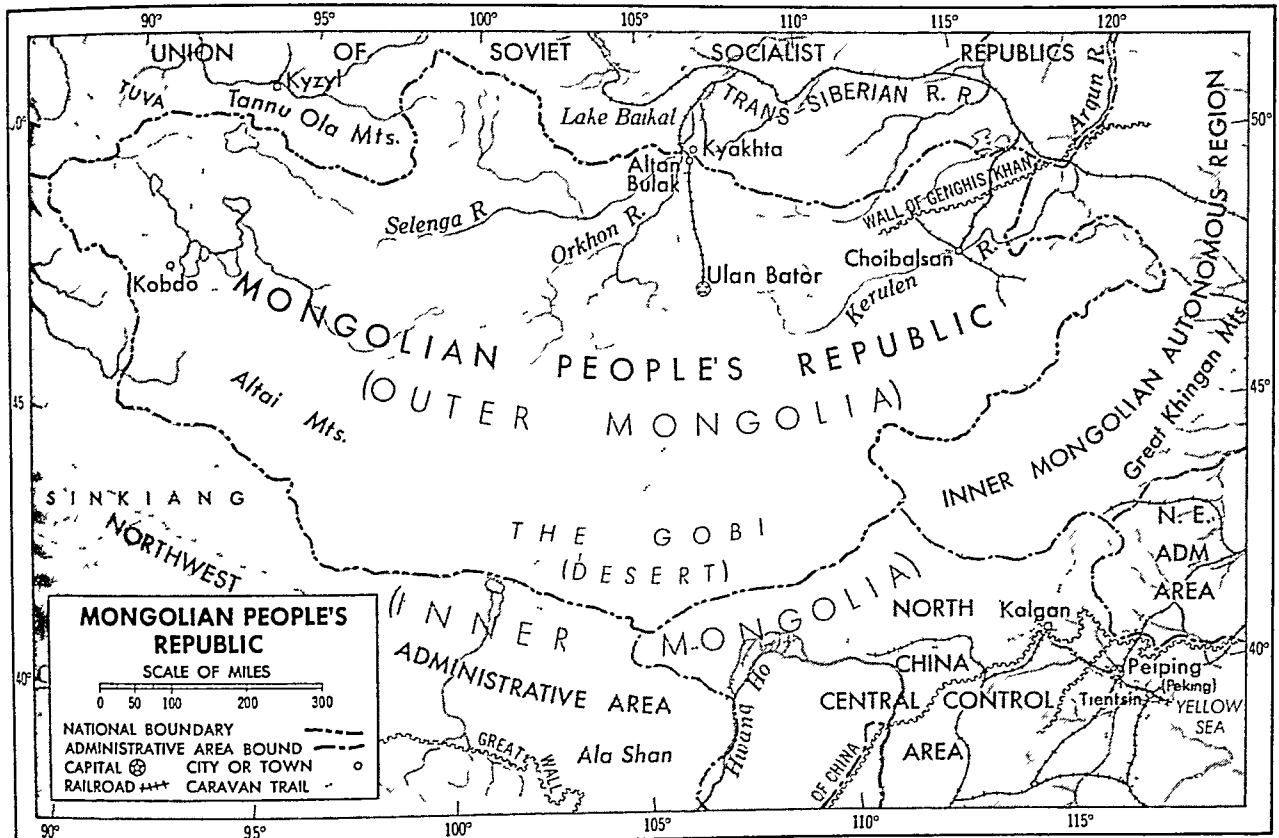 90° 95° 100° 105° 110° 115° 120°
UNION OF SOVIET SOCIALIST REPUBLICS
Kyzyl
TUVA
Tannu Ola Mts.
Lake Baikal
TRANS-SIBERIAN R. R
Argun R.
50°
Kyakhta
Altan
Bulak
WALL OF GENGHIS KHAN
Selenga R
Orkhon R.
Choibalsan
Kerulen R.
Kobdo
Ulan Bator
MONGOLIAN PEOPLE'S REPUBLIC
(OUTER MONGOLIA)
INNER MONGOLIAN AUTONOMOUS REGION
Great Khingan Mts.
Altai Mts.
45 45°
SINKIANG
NORTHWEST
THE GOBI
(DESERT)
N. E.
ADM
AREA
(INNER MONGOLIA)
ADMINISTRATIVE AREA
NORTH
CHINA
CENTRAL CONTROL
AREA
Kalgan
Peiping
(Peking)
Tientsin
YELLOW
SEA
40° 40°
Hwang Ho
Ala Shan
GREAT WALL
OF CHINA
MONGOLIAN PEOPLE'S
REPUBLIC
SCALE OF MILES
0 50 100 200 300
NATIONAL BOUNDARY
ADMINISTRATIVE AREA BOUND
CAPITAL CITY OR TOWN
RAILROAD CARAVAN TRAIL
90° 95° 100° 105° 110° 115°